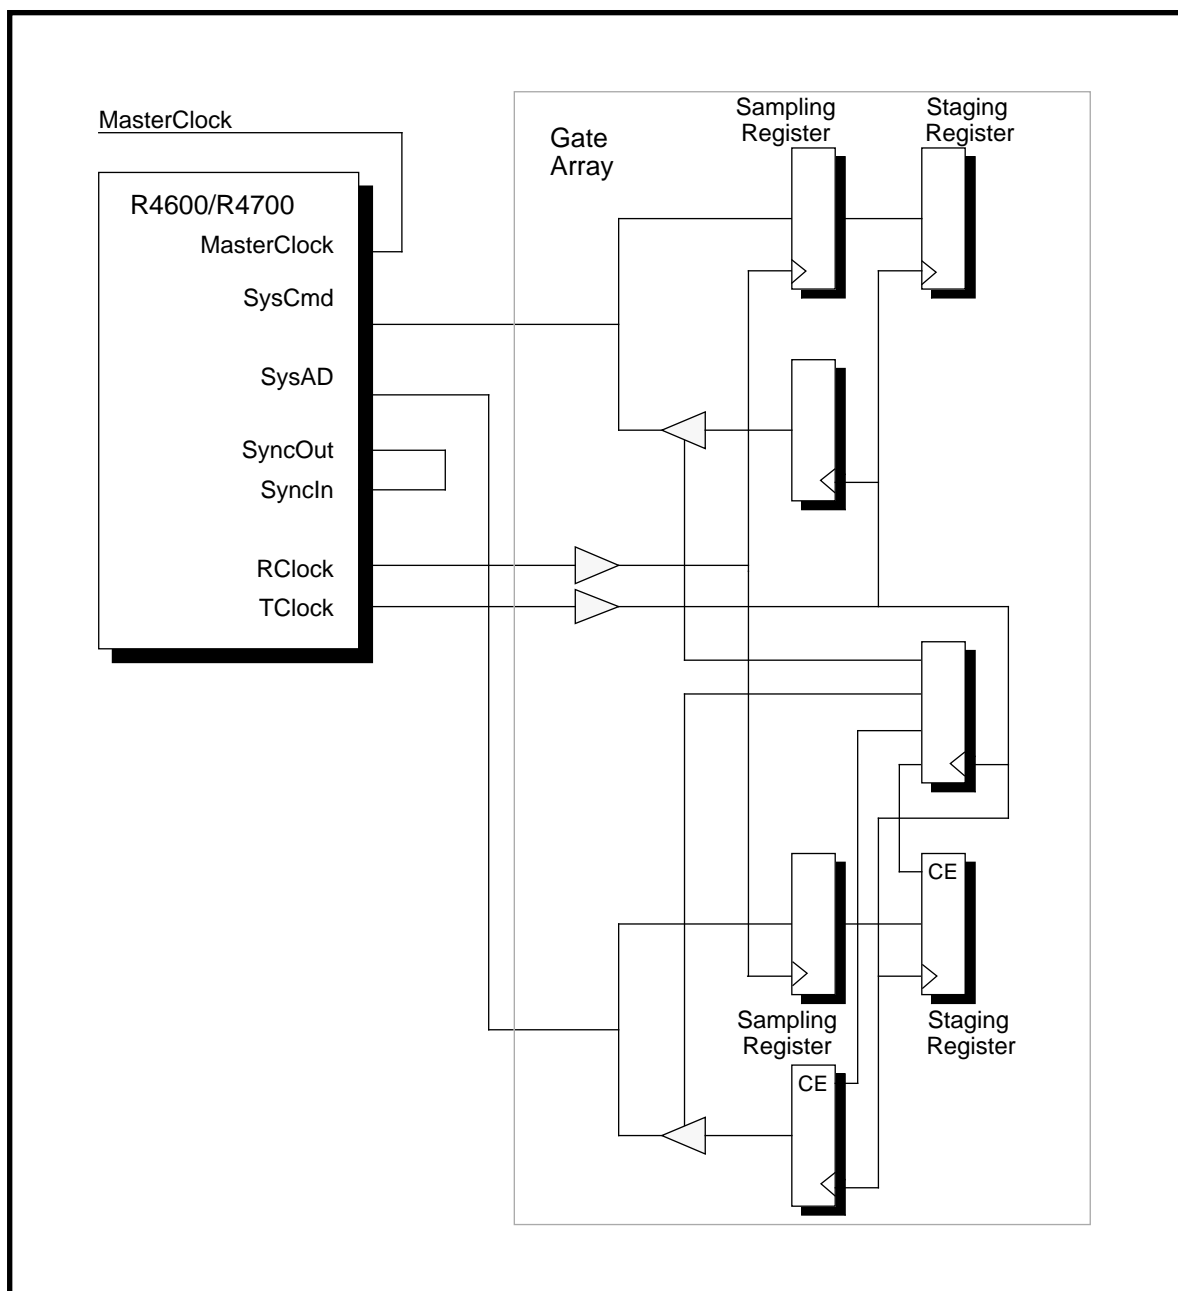 MasterClock
R4600/R4700
MasterClock
SysCmd
SysAD
SyncOut
SyncIn
RClock
TClock
Gate
Array
Sampling
Register
Staging
Register
CE
Sampling
Register
Staging
Register
CE